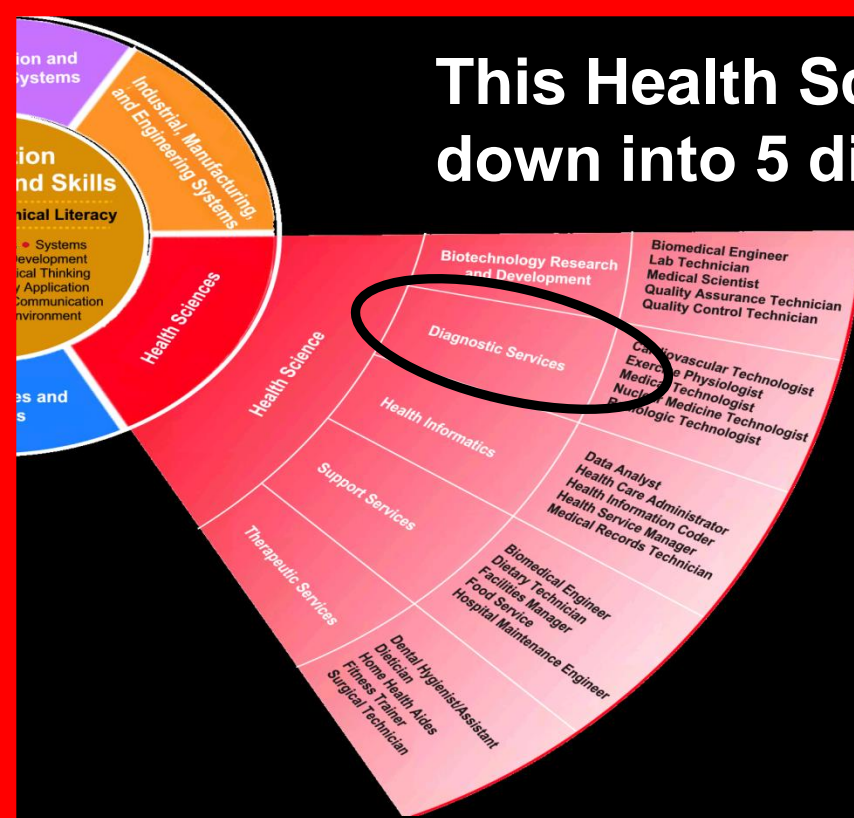 This Health Sc
down into 5 di
ion and
Systems
Industrial, Manufacturing,
and Engineering Systems
tion
nd Skills
nical Literacy
• Systems
Development
ical Thinking
y Application
Communication
nvironment
Health Sciences
es and
s
Health Science
Biotechnology Research
and Development
Biomedical Engineer
Lab Technician
Medical Scientist
Quality Assurance Technician
Quality Control Technician
Diagnostic Services
Cardiovascular Technologist
Exercise Physiologist
Medical Technologist
Nuclear Medicine Technologist
Radiologic Technologist
Health Informatics
Data Analyst
Health Care Administrator
Health Information Coder
Health Service Manager
Medical Records Technician
Support Services
Biomedical Engineer
Dietary Technician
Facilities Manager
Food Service
Hospital Maintenance Engineer
Therapeutic Services
Dental Hygienist/Assistant
Dietician
Home Health Aides
Fitness Trainer
Surgical Technician